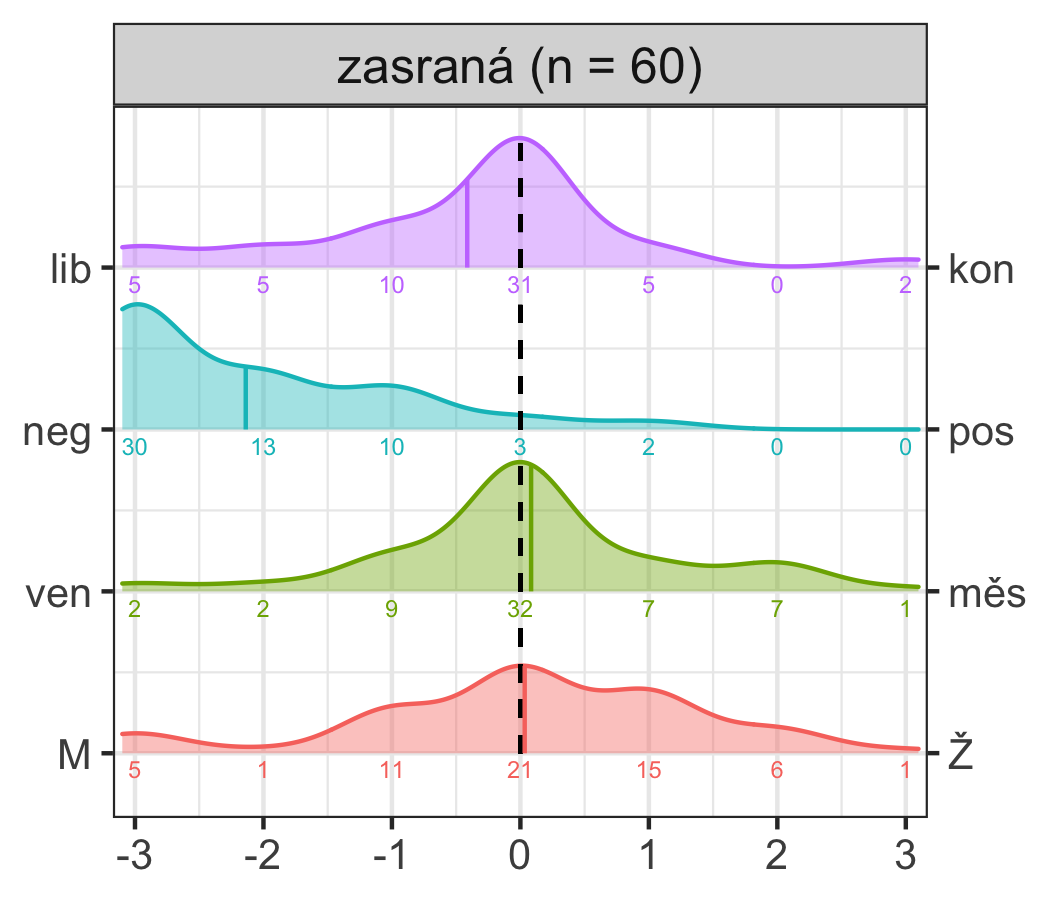 zasraná (n = 60)
lib kon
5 5 10 31 5 0 2
neg pos
30 13 10 3 2 0 0
ven měs
2 2 9 32 7 7 1
M Ž
5 1 11 21 15 6 1
-3 -2 -1 0 1 2 3